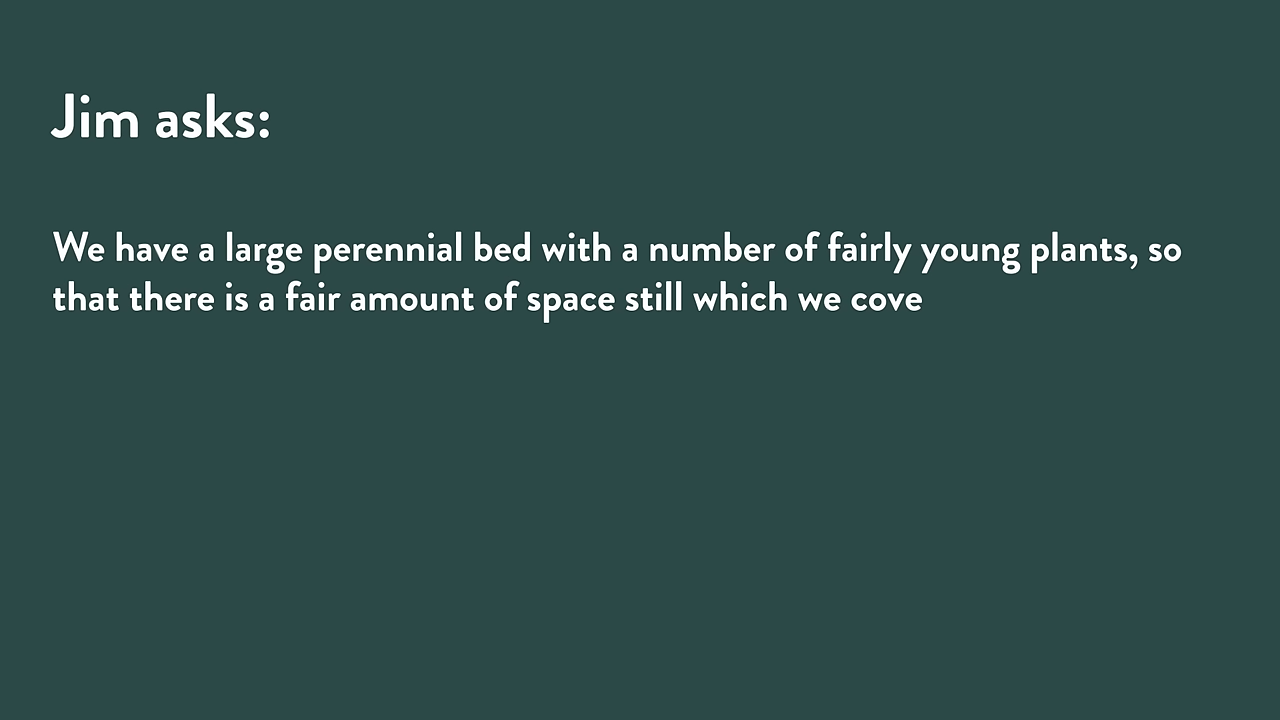 Jim asks:
We have a large perennial bed with a number of fairly young plants, so
that there is a fair amount of space still which we cove